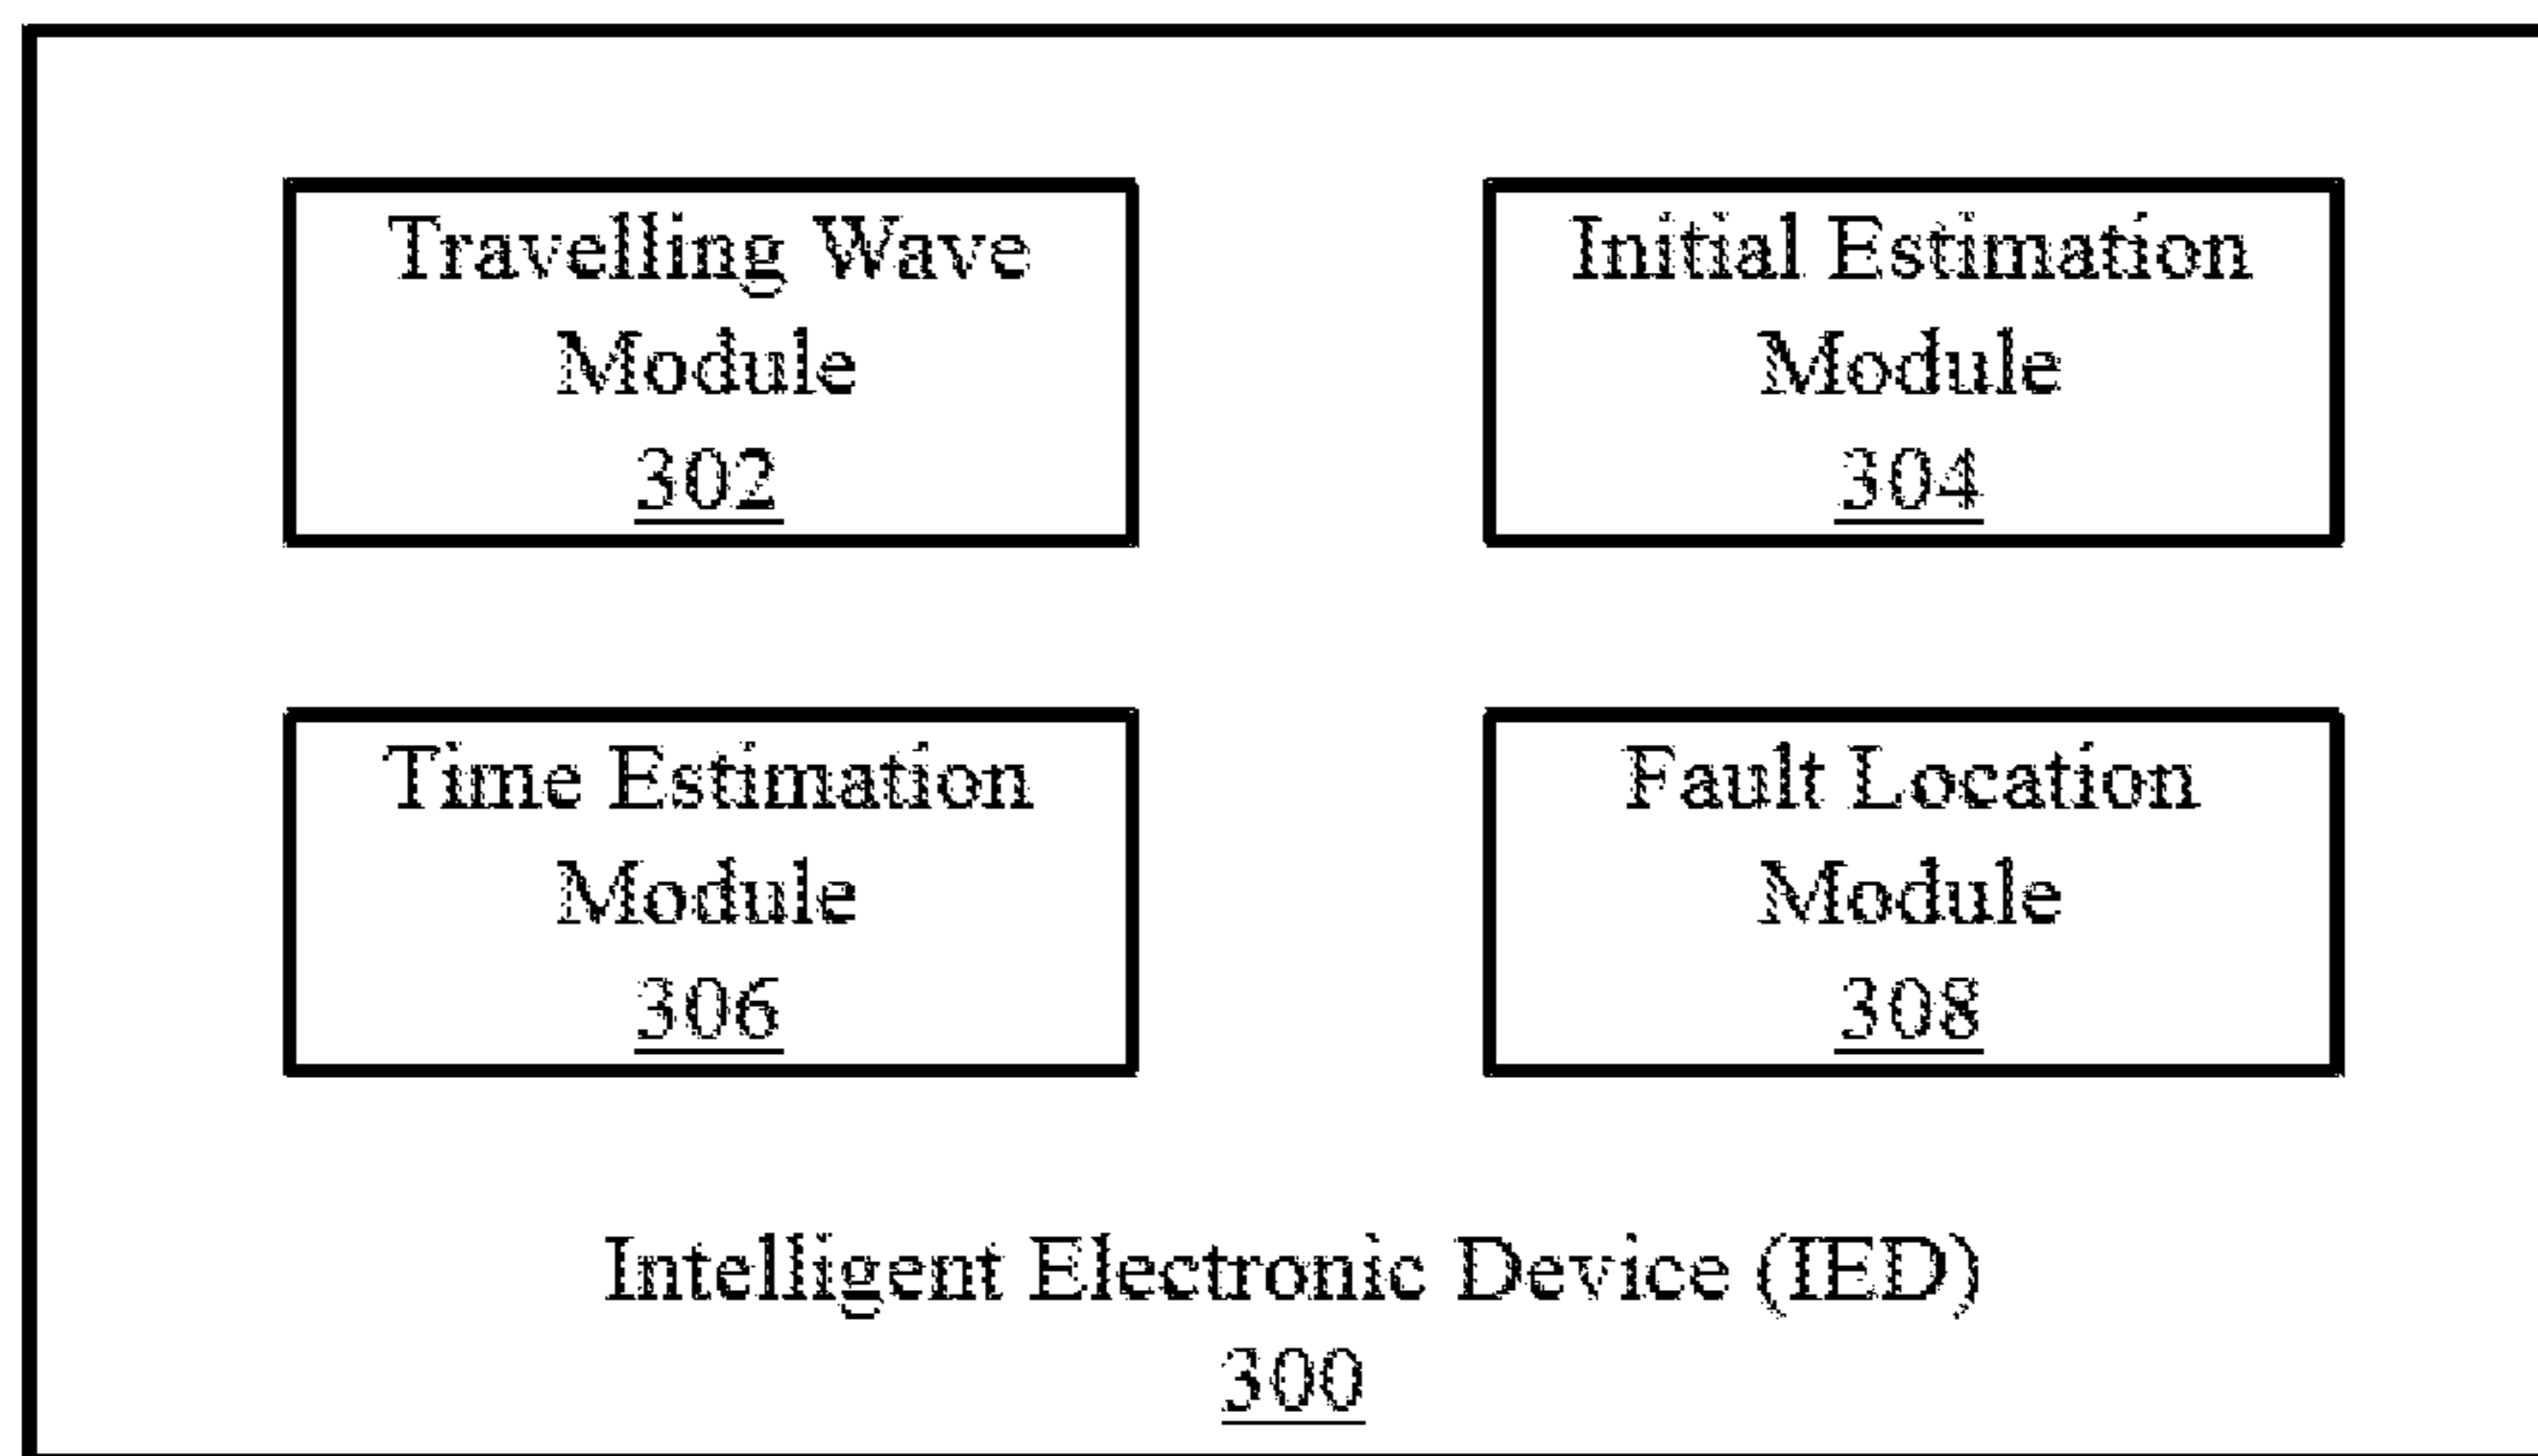 Travelling Wave
Module
302
Initial Estimation
Module
304
Time Estimation
Module
306
Fault Location
Module
308
Intelligent Electronic Device (IED)
300